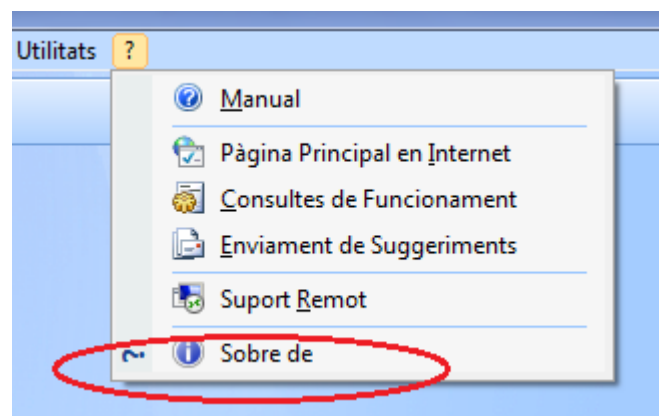 Utilitats ?
Manual
Pàgina Principal en Internet
Consultes de Funcionament
Enviament de Suggeriments
Suport Remot
Sobre de